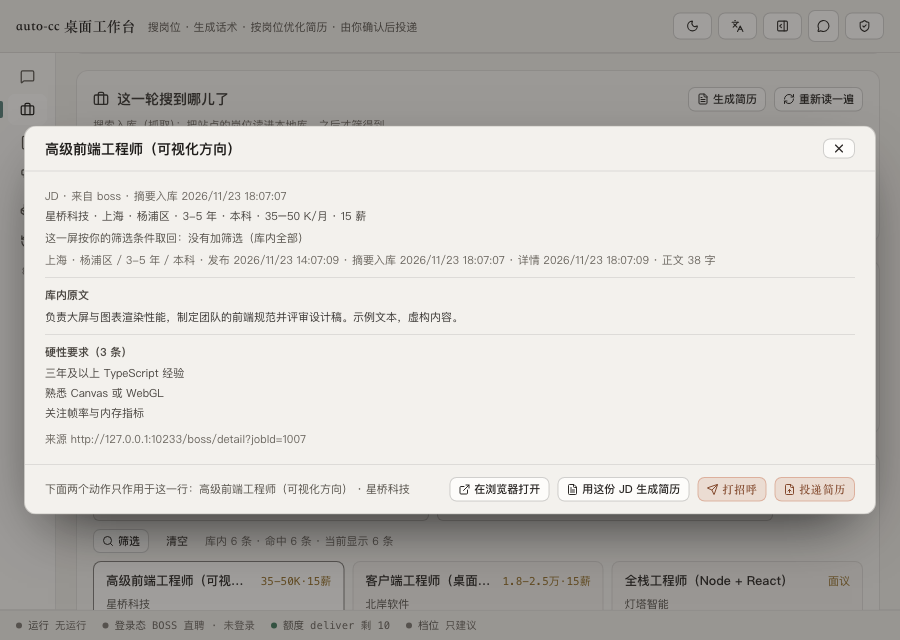 auto-cc 桌面工作台 搜岗位 · 生成话术 · 按岗位优化简历 · 由你确认后投递
这一轮搜到哪儿了
生成简历
重新读一遍
高级前端工程师（可视化方向）
JD · 来自 boss · 摘要入库 2026/11/23 18:07:07
星桥科技 · 上海 · 杨浦区 · 3–5 年 · 本科 · 35–50 K/月 · 15 薪
这一屏按你的筛选条件取回：没有加筛选（库内全部）
上海 · 杨浦区 / 3–5 年 / 本科 · 发布 2026/11/23 14:07:09 · 摘要入库 2026/11/23 18:07:07 · 详情 2026/11/23 18:07:09 · 正文 38 字
库内原文
负责大屏与图表渲染性能，制定团队的前端规范并评审设计稿。示例文本，虚构内容。
硬性要求（3 条）
三年及以上 TypeScript 经验
熟悉 Canvas 或 WebGL
关注帧率与内存指标
来源 http://127.0.0.1:10233/boss/detail?jobId=1007
下面两个动作只作用于这一行：高级前端工程师（可视化方向） · 星桥科技
在浏览器打开
用这份 JD 生成简历
打招呼
投递简历
筛选 清空 库内 6 条 · 命中 6 条 · 当前显示 6 条
高级前端工程师（可视... 35–50K·15薪
星桥科技
客户端工程师（桌面... 1.8–2.5万·15薪
北岸软件
全栈工程师（Node + React） 面议
灯塔智能
运行 无运行 登录态 BOSS 直聘 · 未登录 额度 deliver 剩 10 档位 只建议